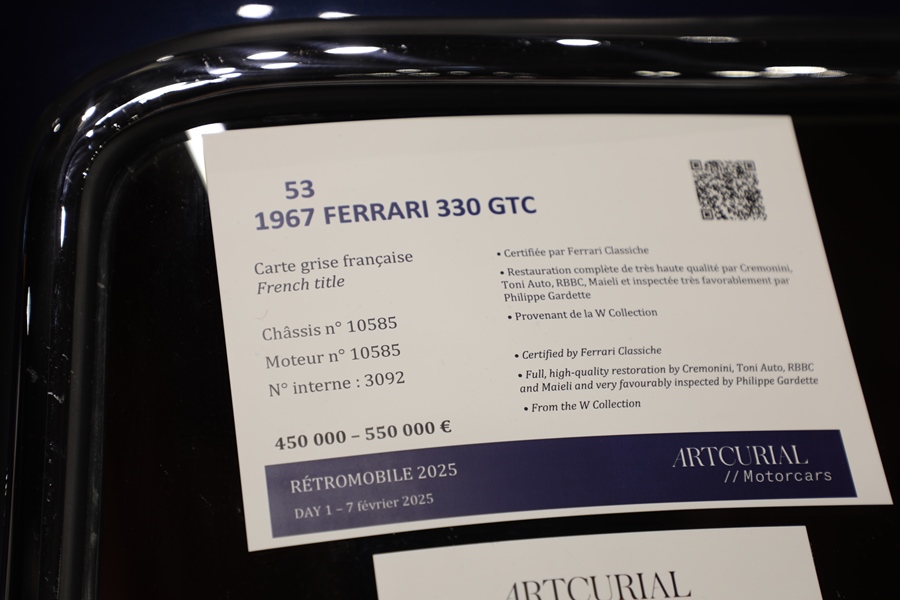 53
1967 FERRARI 330 GTC
Carte grise française
French title
Châssis n° 10585
Moteur n° 10585
N° interne : 3092
450 000 – 550 000 €
• Certifiée par Ferrari Classiche
• Restauration complète de très haute qualité par Cremonini,
Toni Auto, RBBC, Maieli et inspectée très favorablement par
Philippe Gardette
• Provenant de la W Collection
• Certified by Ferrari Classiche
• Full, high-quality restoration by Cremonini, Toni Auto, RBBC
and Maieli and very favourably inspected by Philippe Gardette
• From the W Collection
RÉTROMOBILE 2025
DAY 1 – 7 février 2025
ARTCURIAL
//Motorcars
ARTCURIAL